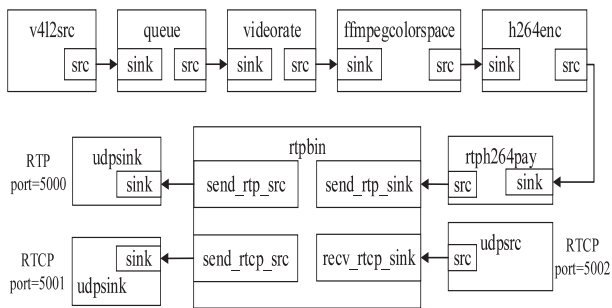 v4l2src
queue
videorate
ffmpegcolorspace
h264enc
src
sink
src
sink
src
sink
src
sink
src
RTP
port=5000
udpsink
sink
rtpbin
send_rtp_src
send_rtp_sink
rtph264pay
src
sink
RTCP
port=5001
sink
udpsink
send_rtcp_src
recv_rtcp_sink
udpsrc
src
RTCP
port=5002